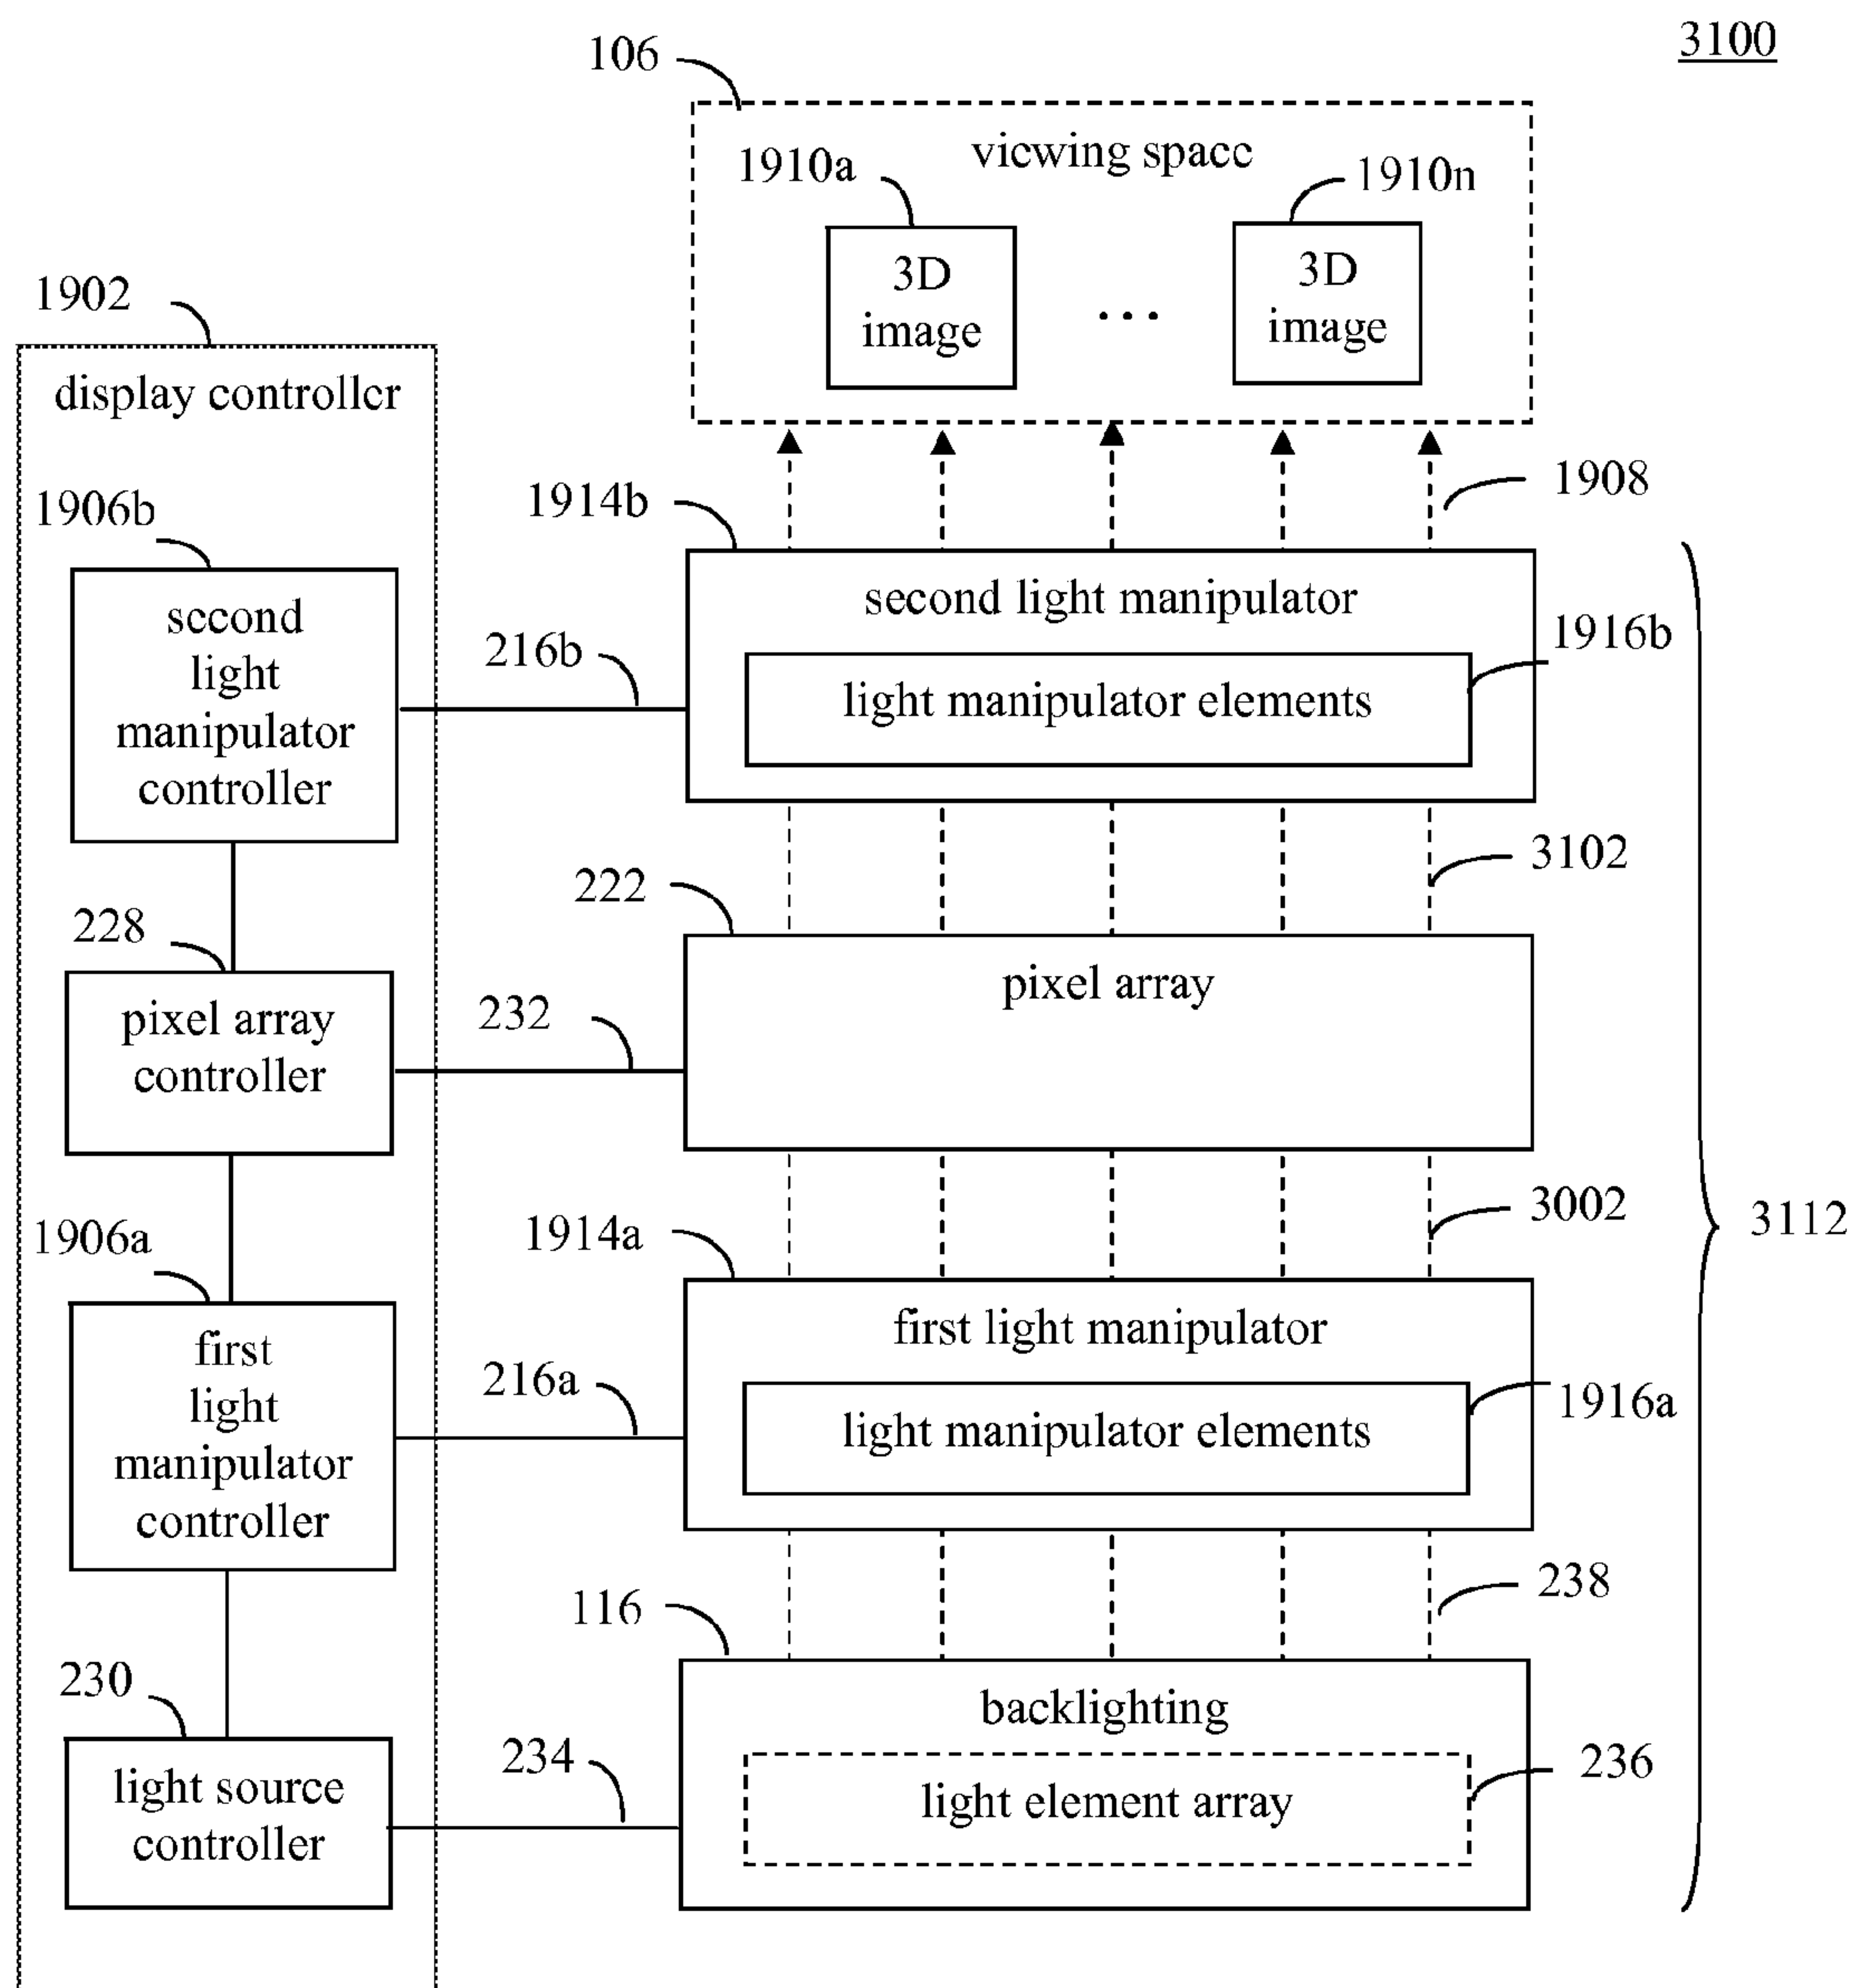 3100
106
viewing space
1910a
1910n
3D
image
...
3D
image
1902
display controller
1908
1914b
1906b
second light manipulator
1916b
second
light
manipulator
controller
216b
light manipulator elements
3102
222
228
pixel array
pixel array
controller
232
3002
3112
1914a
1906a
first light manipulator
first
light
manipulator
controller
216a
1916a
light manipulator elements
238
116
230
backlighting
234
236
light source
controller
light element array